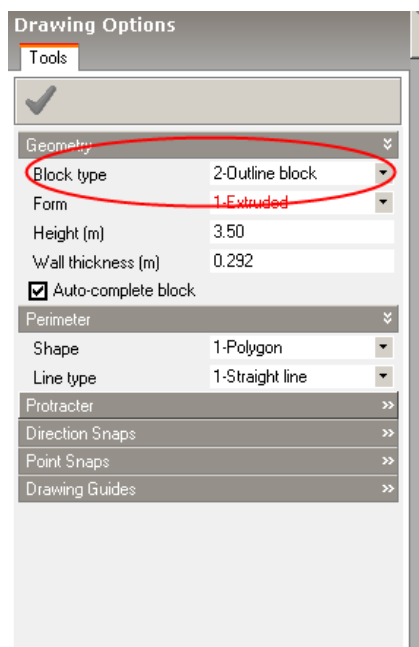 Drawing Options
Tools
Geometry
Block type 2-Outline block
Form 1-Extruded
Height (m) 3.50
Wall thickness (m) 0.292
Auto-complete block
Perimeter
Shape 1-Polygon
Line type 1-Straight line
Protracter
Direction Snaps
Point Snaps
Drawing Guides